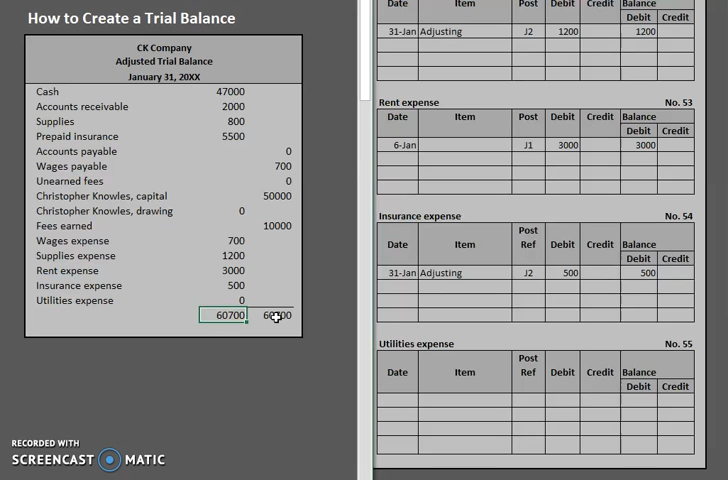 How to Create a Trial Balance
CK Company
Adjusted Trial Balance
January 31, 20XX
Cash 47000
Accounts receivable 2000
Supplies 800
Prepaid insurance 5500
Accounts payable 0
Wages payable 700
Unearned fees 0
Christopher Knowles, capital 50000
Christopher Knowles, drawing 0
Fees earned 10000
Wages expense 700
Supplies expense 1200
Rent expense 3000
Insurance expense 500
Utilities expense 0
60700
RECORDED WITH
SCREENCAST MATIC
Date Item Post Debit Credit Balance
Debit Credit
31-Jan Adjusting J2 1200 1200
Rent expense No. 53
Date Item Post Debit Credit Balance
Debit Credit
6-Jan J1 3000 3000
Insurance expense No. 54
Post
Date Item Ref Debit Credit Balance
Debit Credit
31-Jan Adjusting J2 500 500
Utilities expense No. 55
Post
Date Item Ref Debit Credit Balance
Debit Credit